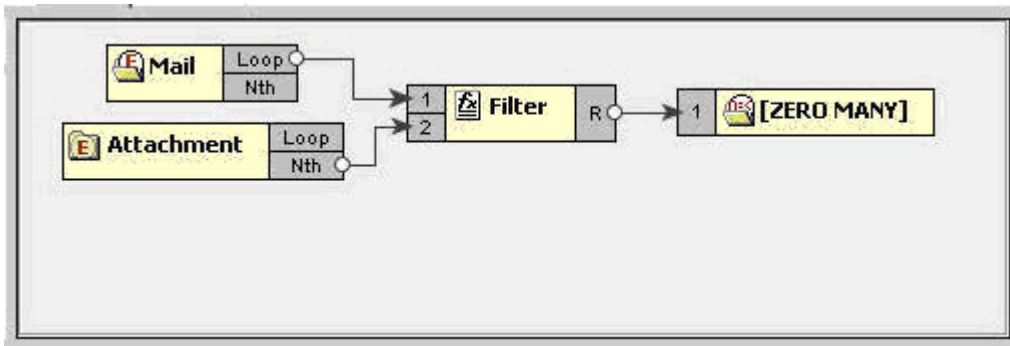 Mail
Loop
Nth
Attachment
Loop
Nth
1
2
Filter
R
1
[ZERO MANY]